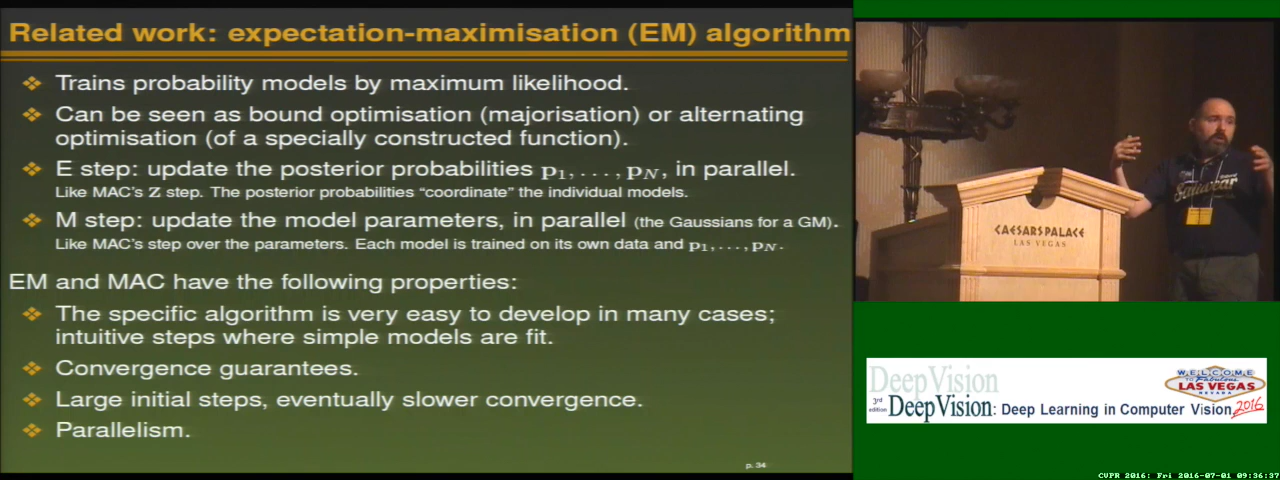 Related work: expectation-maximisation (EM) algorithm
❖ Trains probability models by maximum likelihood.
❖ Can be seen as bound optimisation (majorisation) or alternating
optimisation (of a specially constructed function).
❖ E step: update the posterior probabilities p₁, . . . , p_N, in parallel.
Like MAC's Z step. The posterior probabilities “coordinate” the individual models.
❖ M step: update the model parameters, in parallel (the Gaussians for a GM).
Like MAC's step over the parameters. Each model is trained on its own data and p₁, . . . , p_N.
EM and MAC have the following properties:
❖ The specific algorithm is very easy to develop in many cases;
intuitive steps where simple models are fit.
❖ Convergence guarantees.
❖ Large initial steps, eventually slower convergence.
❖ Parallelism.
p. 34
CAESARS PALACE
LAS VEGAS
DeepVision
WELCOME
TO Fabulous
LAS VEGAS
NEVADA
3rd
edition
DeepVision: Deep Learning in Computer Vision 2016
CVPR 2016: Fri 2016-07-01 09:36:37